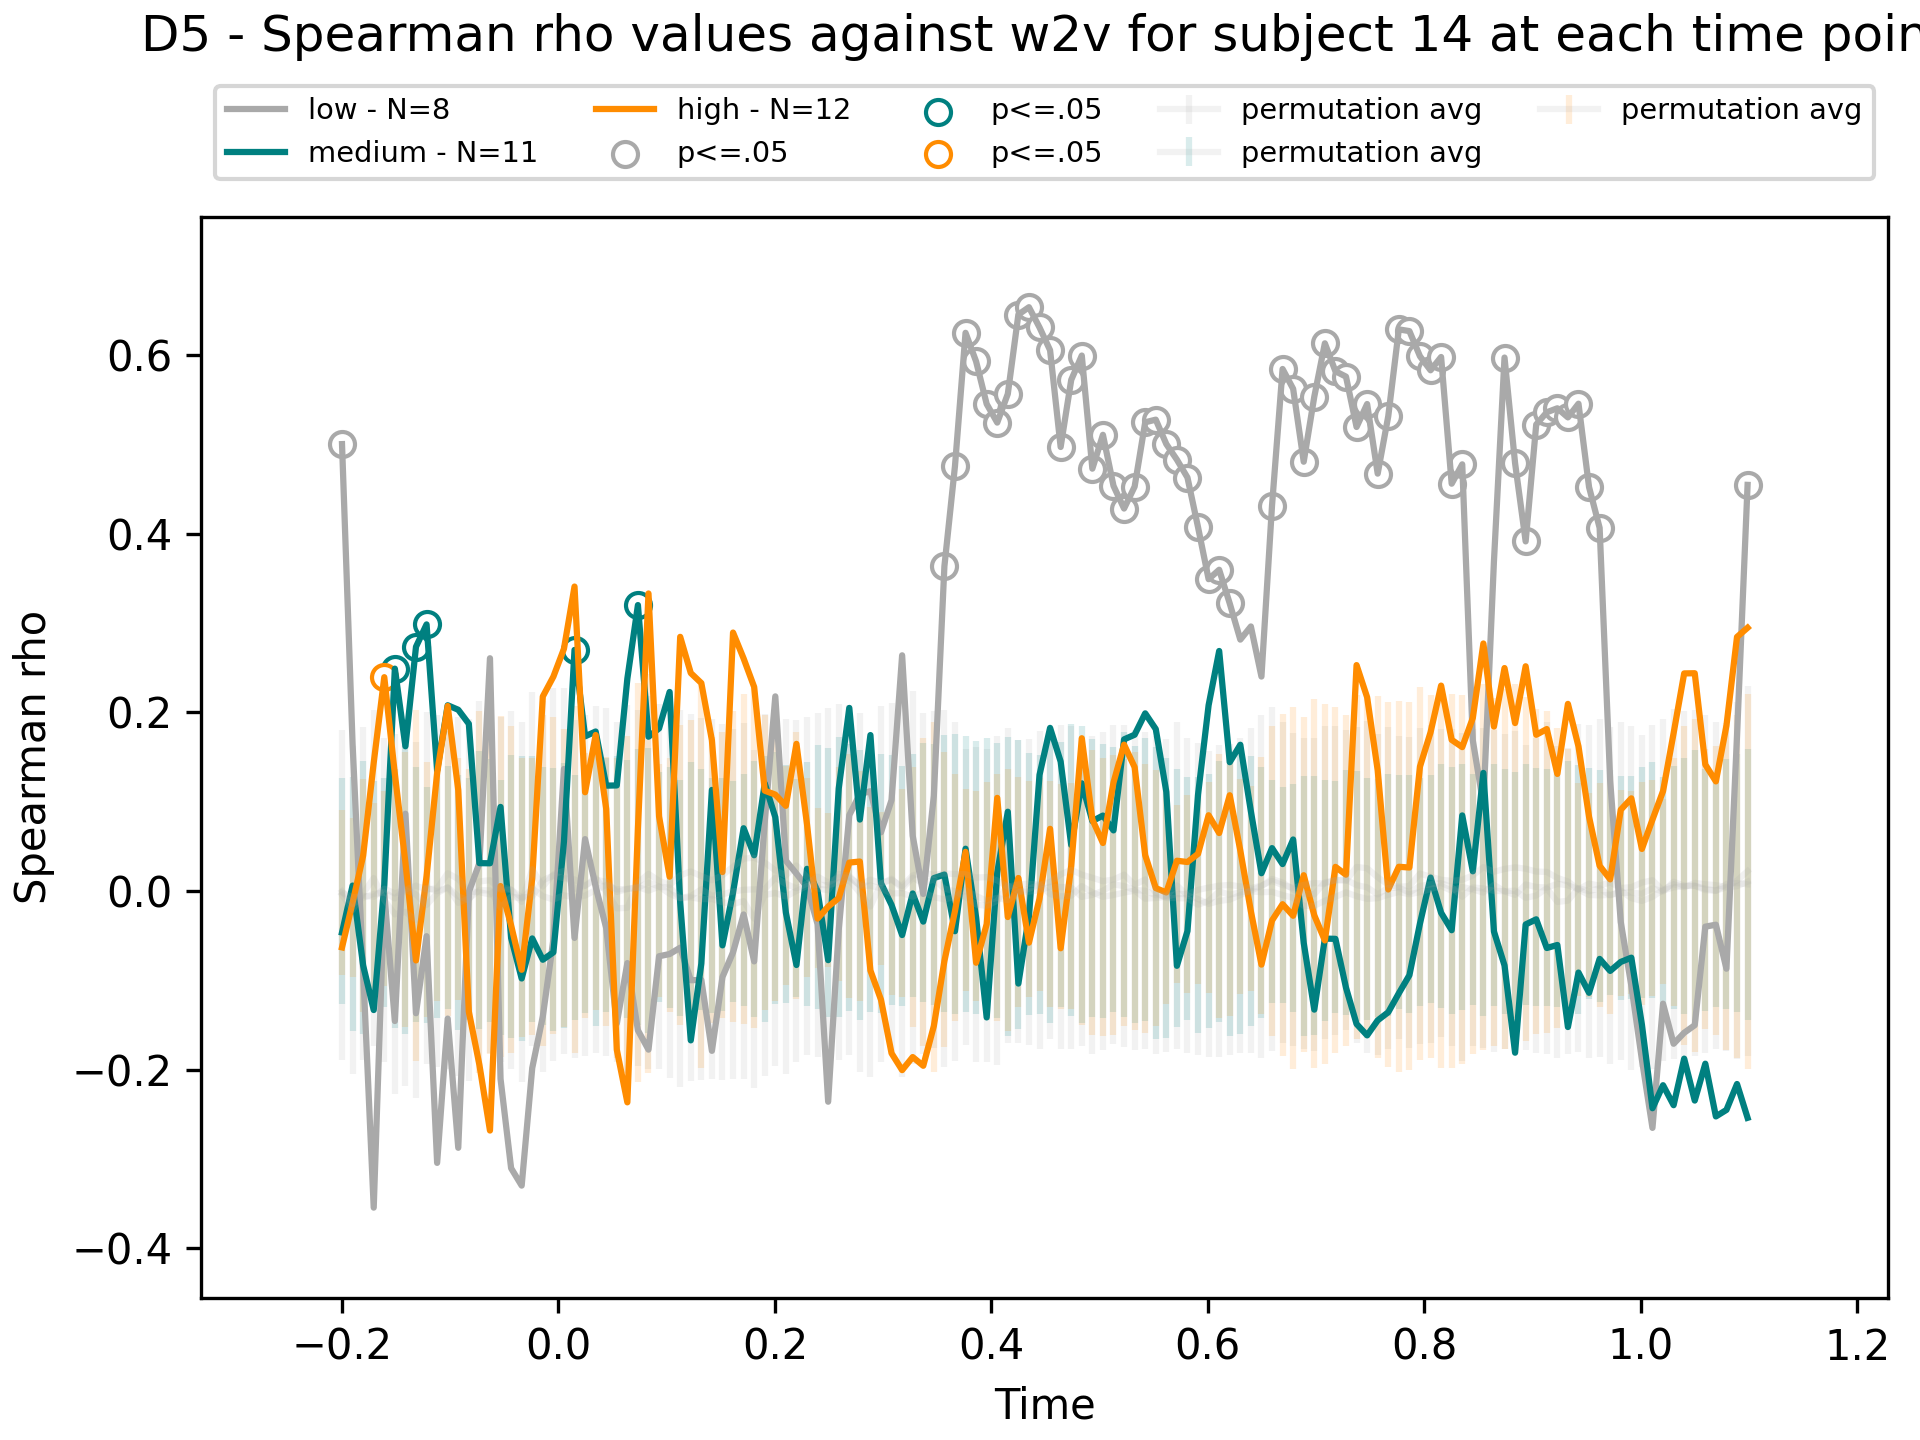 D5 - Spearman rho values against w2v for subject 14 at each time
low - N=8
medium - N=11
high - N=12
p<=.05
p<=.05
p<=.05
permutation avg
permutation avg
permutation avg
Spearman rho
0.6
0.4
0.2
0.0
−0.2
−0.4
−0.2
0.0
0.2
0.4
0.6
0.8
1.0
1.2
Time